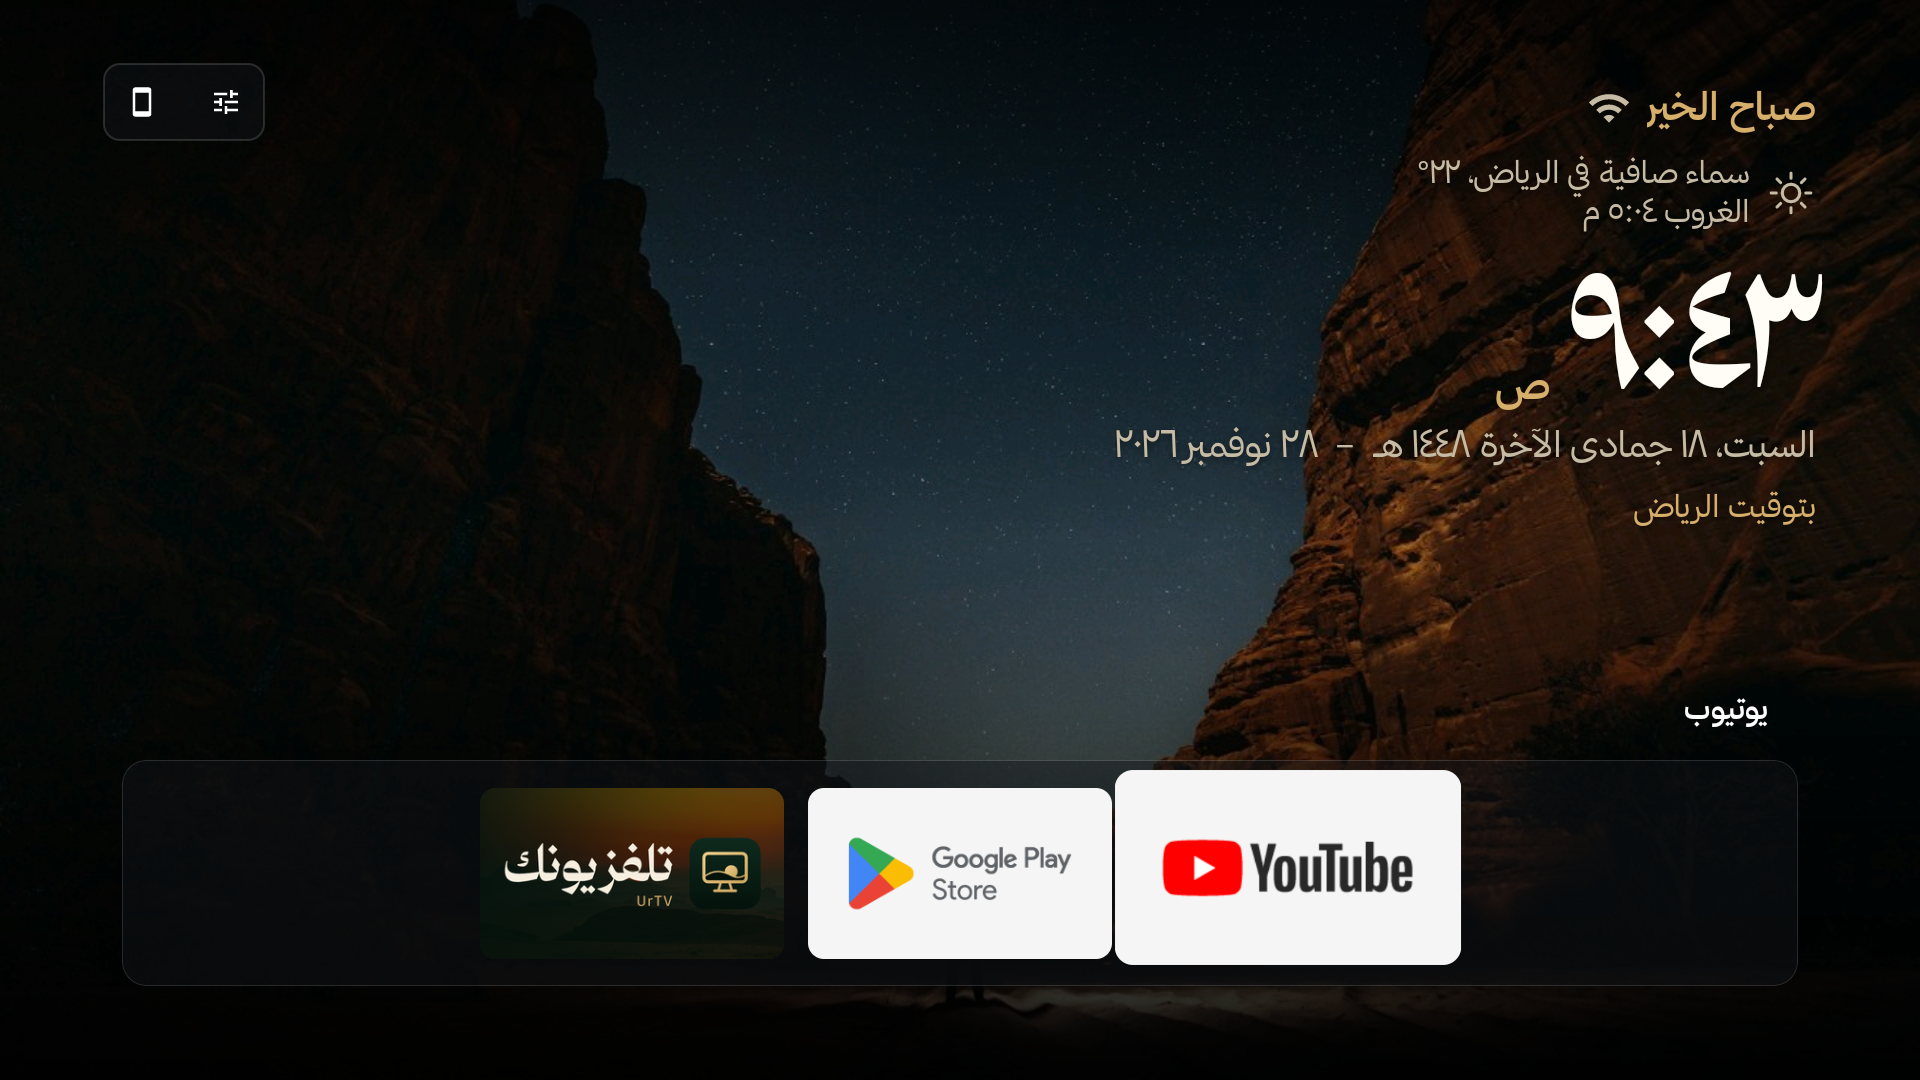 صباح الخير
سماء صافية في الرياض، ٢٢°
الغروب ٥:٠٤ م
٩:٤٣ ص
السبت، ١٨ جمادى الآخرة ١٤٤٨ هـ – ٢٨ نوفمبر ٢٠٢٦
بتوقيت الرياض
يوتيوب
YouTube
Google Play
Store
تلفزيونك
UrTV